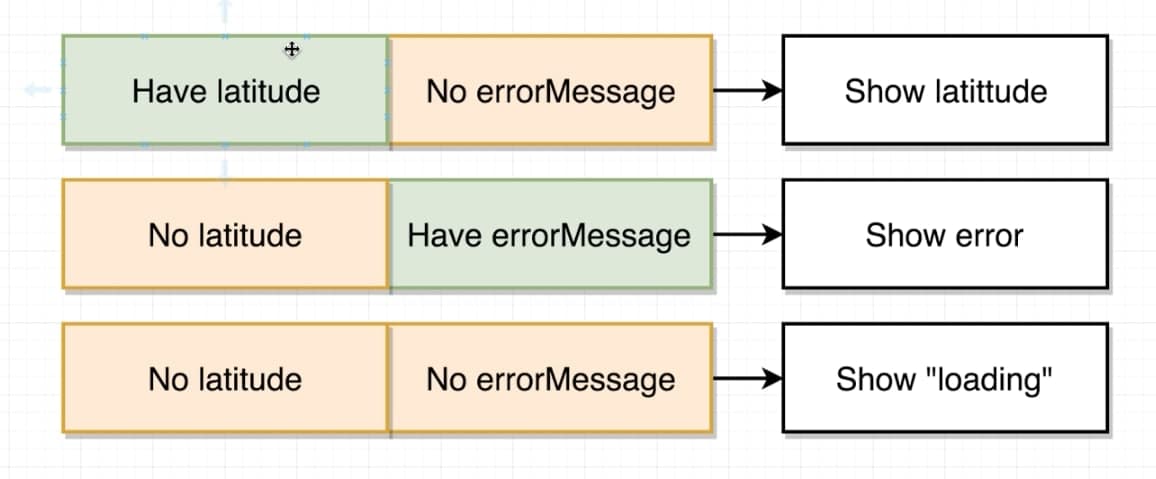 Have latitude
No errorMessage
Show latittude
No latitude
Have errorMessage
Show error
No latitude
No errorMessage
Show "loading"